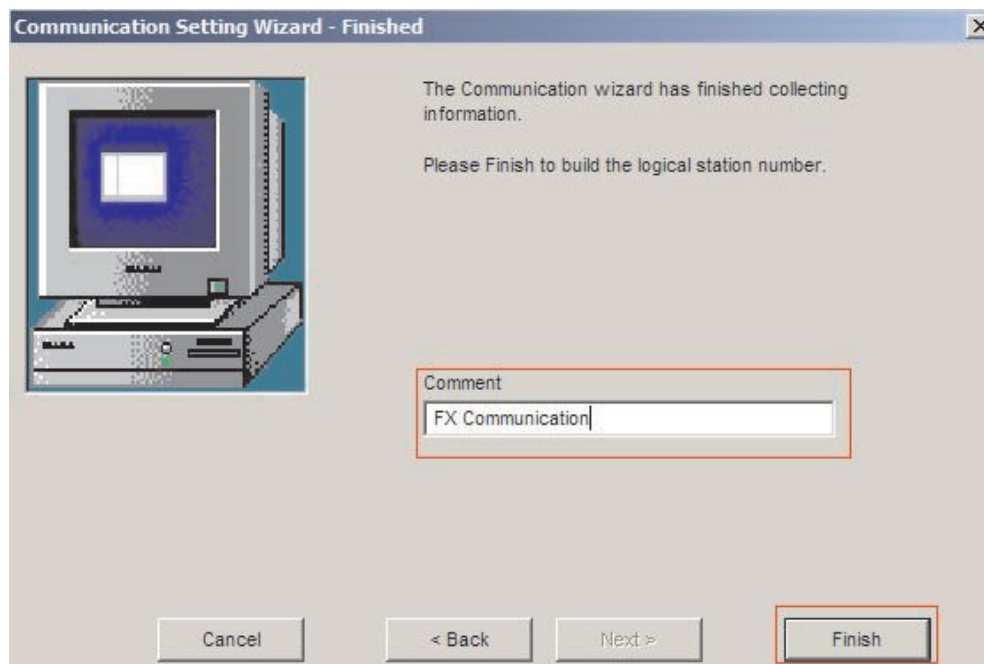 Communication Setting Wizard - Finished
The Communication wizard has finished collecting
information.
Please Finish to build the logical station number.
Comment
FX Communication
Cancel
< Back
Next >
Finish